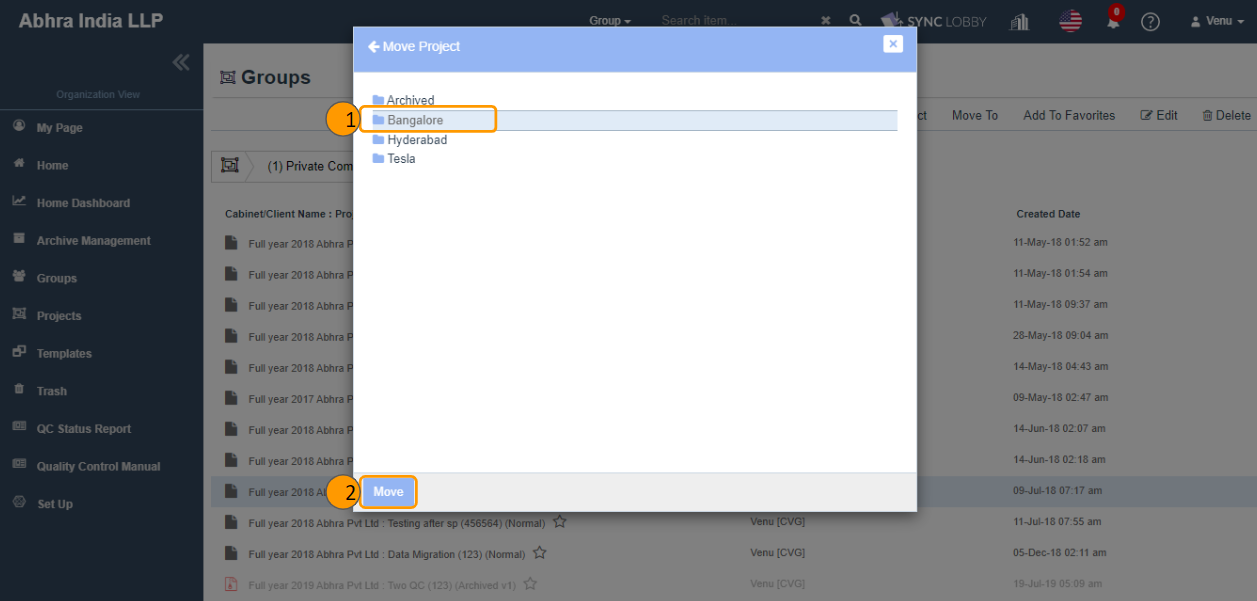 Abhra India LLP
Group
Search item...
SYNC LOBBY
0
Venu
Move Project
Groups
Organization View
My Page
Home
Home Dashboard
Archive Management
Groups
Projects
Templates
Trash
QC Status Report
Quality Control Manual
Set Up
Archived
1
Bangalore
Hyderabad
Tesla
ct
Move To
Add To Favorites
Edit
Delete
(1) Private Com
Cabinet/Client Name : Proj
Created Date
Full year 2018 Abhra P
11-May-18 01:52 am
Full year 2018 Abhra P
11-May-18 01:54 am
Full year 2018 Abhra P
11-May-18 09:37 am
Full year 2018 Abhra P
28-May-18 09:04 am
Full year 2018 Abhra P
14-May-18 04:43 am
Full year 2017 Abhra P
09-May-18 02:47 am
Full year 2018 Abhra P
14-Jun-18 02:07 am
Full year 2018 Abhra P
14-Jun-18 02:18 am
Full year 2018 A
2
Move
09-Jul-18 07:17 am
Full year 2018 Abhra Pvt Ltd : Testing after sp (456564) (Normal)
Venu [CVG]
11-Jul-18 07:55 am
Full year 2018 Abhra Pvt Ltd : Data Migration (123) (Normal)
Venu [CVG]
05-Dec-18 02:11 am
Full year 2019 Abhra Pvt Ltd : Two QC (123) (Archived v1)
Venu [CVG]
19-Jul-19 05:09 am